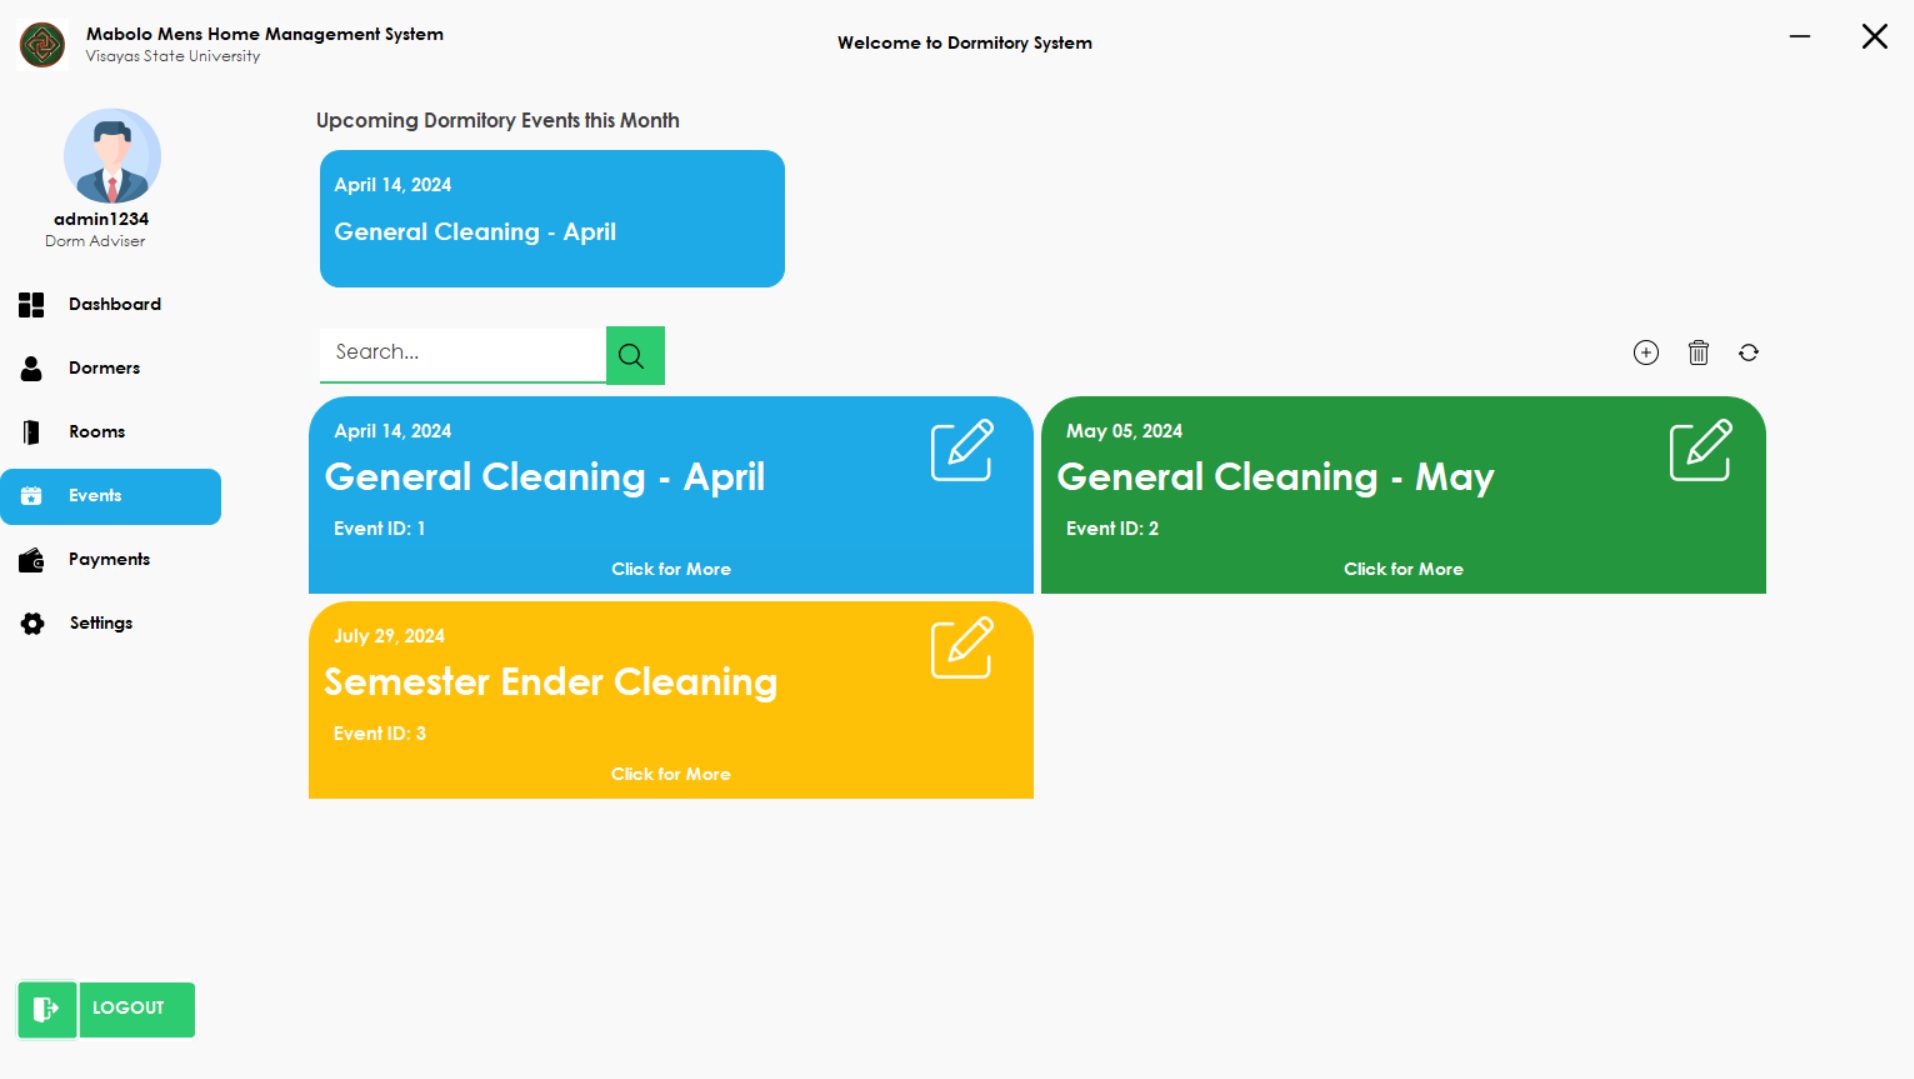 Mabolo Mens Home Management System
Visayas State University
Welcome to Dormitory System
admin1234
Dorm Adviser
Dashboard
Dormers
Rooms
Events
Payments
Settings
LOGOUT
Upcoming Dormitory Events this Month
April 14, 2024
General Cleaning - April
Search...
April 14, 2024
General Cleaning - April
Event ID: 1
Click for More
May 05, 2024
General Cleaning - May
Event ID: 2
Click for More
July 29, 2024
Semester Ender Cleaning
Event ID: 3
Click for More